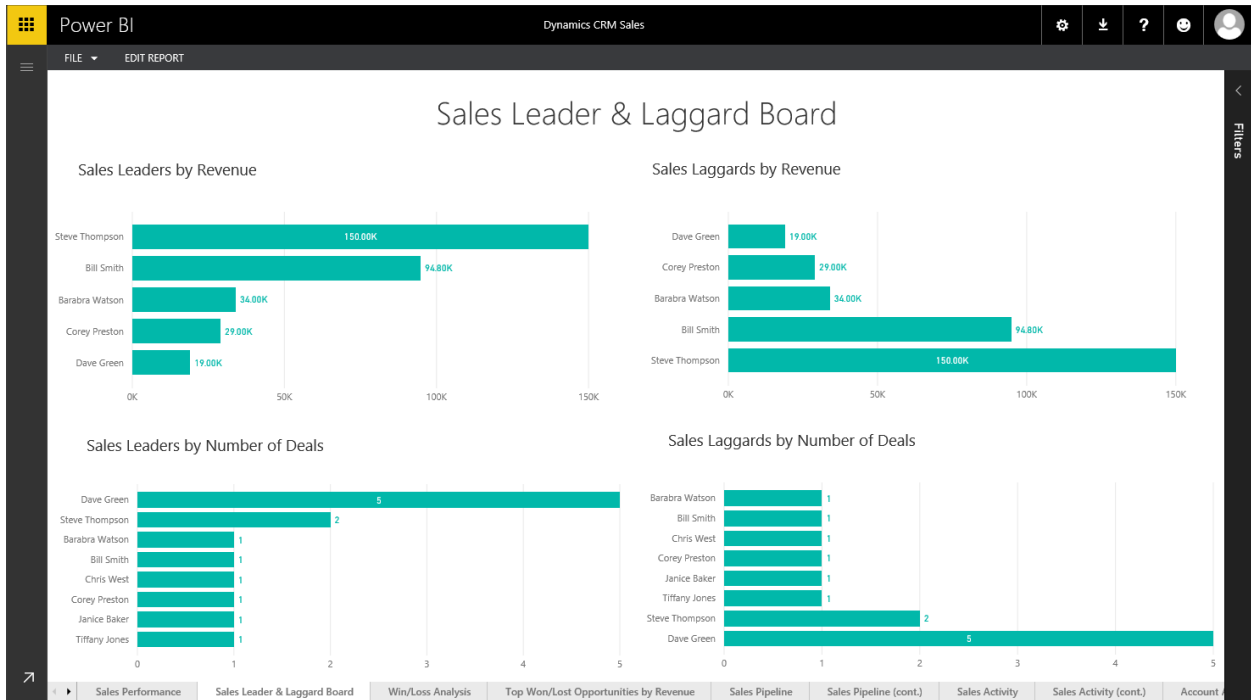 Power BI
Dynamics CRM Sales
?
FILE
EDIT REPORT
Filters
Sales Leader & Laggard Board
Sales Leaders by Revenue
Steve Thompson 150.00K
Bill Smith 94.80K
Barabra Watson 34.00K
Corey Preston 29.00K
Dave Green 19.00K
0K 50K 100K 150K
Sales Laggards by Revenue
Dave Green 19.00K
Corey Preston 29.00K
Barabra Watson 34.00K
Bill Smith 94.80K
Steve Thompson 150.00K
0K 50K 100K 150K
Sales Leaders by Number of Deals
Dave Green 5
Steve Thompson 2
Barabra Watson 1
Bill Smith 1
Chris West 1
Corey Preston 1
Janice Baker 1
Tiffany Jones 1
0 1 2 3 4 5
Sales Laggards by Number of Deals
Barabra Watson 1
Bill Smith 1
Chris West 1
Corey Preston 1
Janice Baker 1
Tiffany Jones 1
Steve Thompson 2
Dave Green 5
0 1 2 3 4 5
Sales Performance Sales Leader & Laggard Board Win/Loss Analysis Top Won/Lost Opportunities by Revenue Sales Pipeline Sales Pipeline (cont.) Sales Activity Sales Activity (cont.) Account